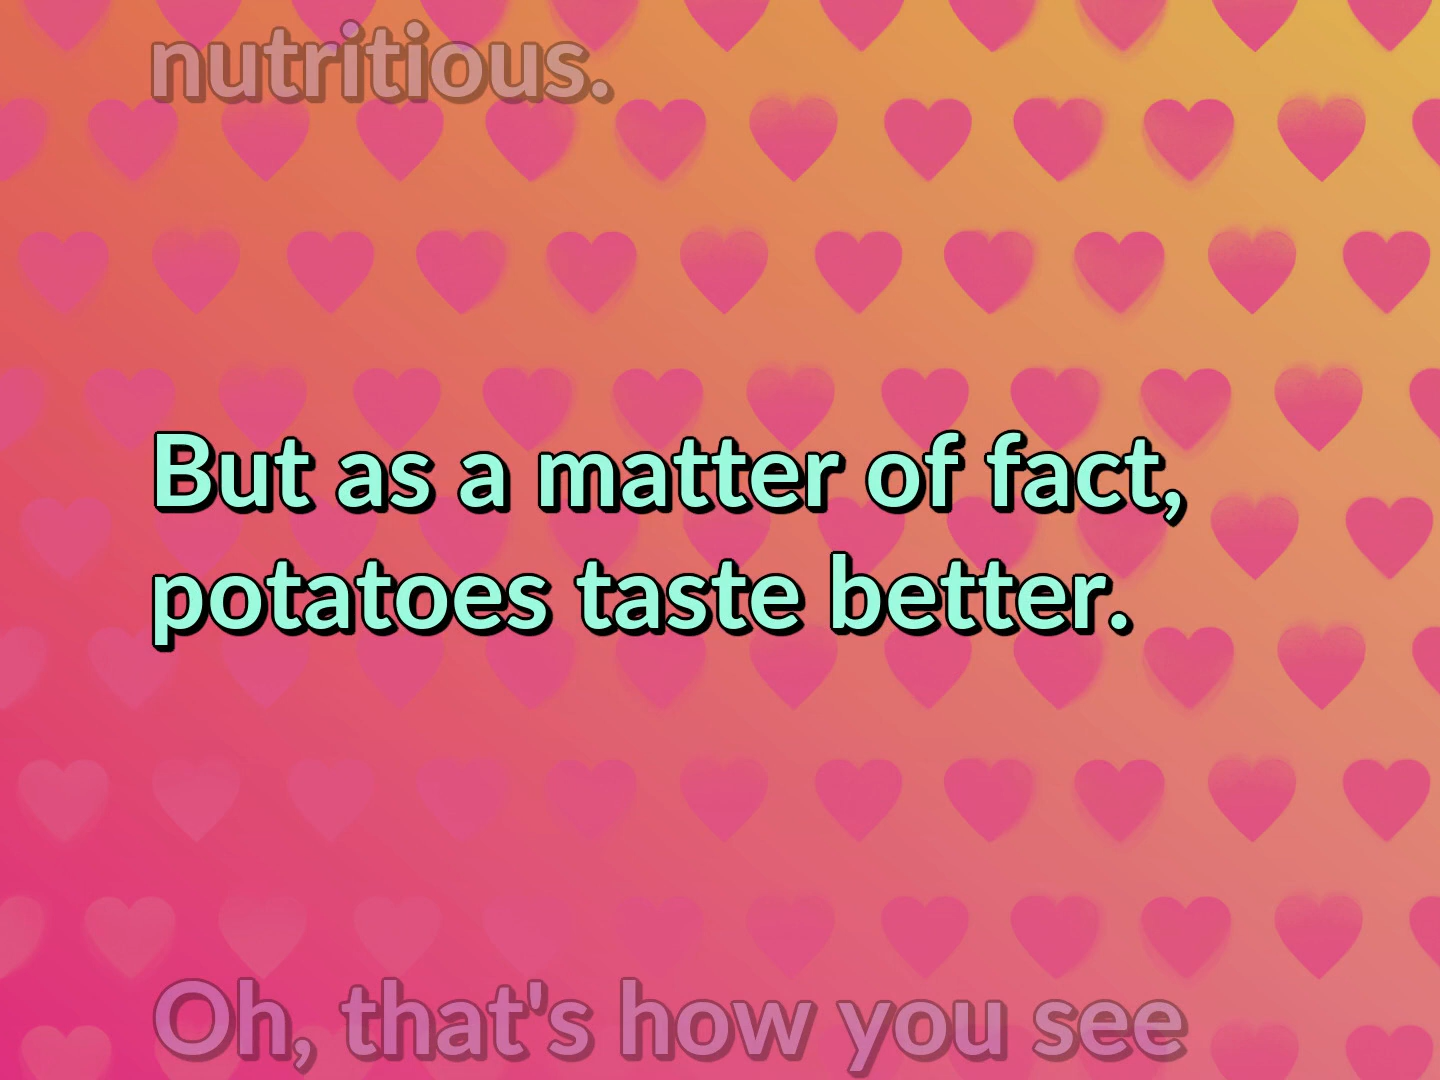 nutritious.
But as a matter of fact,
potatoes taste better.
Oh, that's how you see